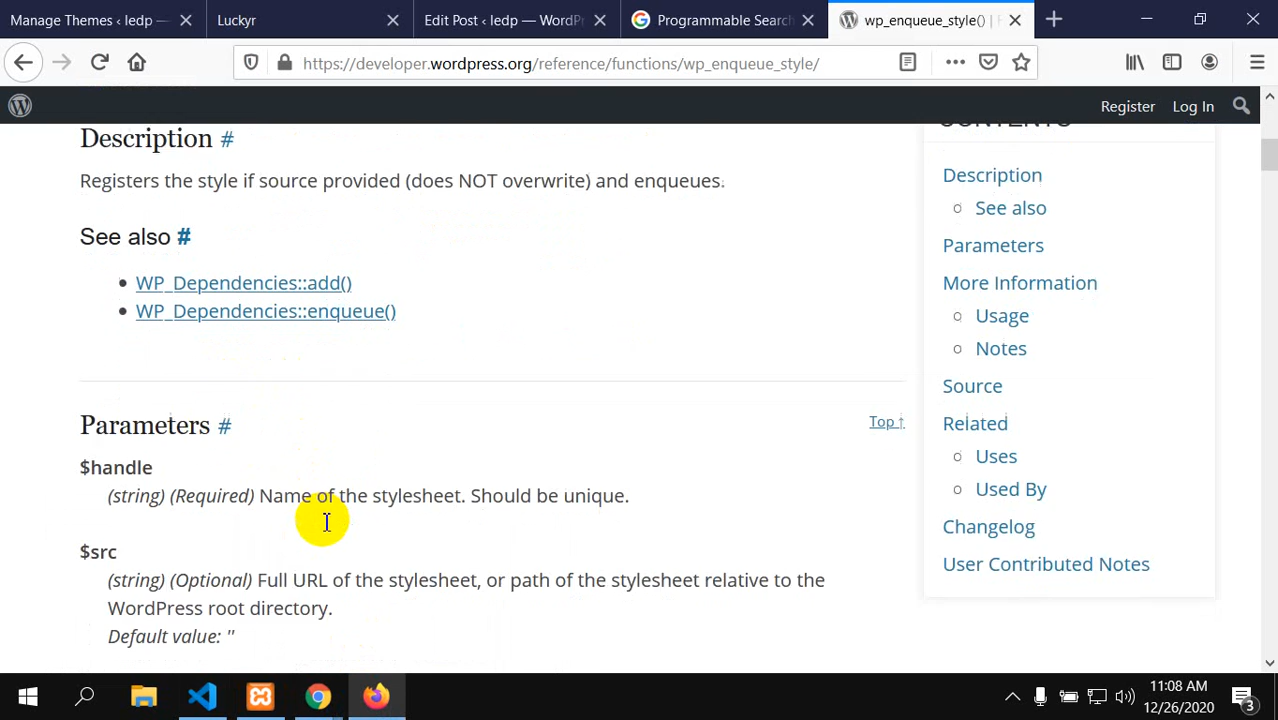 Manage Themes ‹ ledp —
Luckyr
Edit Post ‹ ledp — WordPr
Programmable Search
wp_enqueue_style() |
https://developer.wordpress.org/reference/functions/wp_enqueue_style/
Register
Log In
CONTENTS
Description #
Registers the style if source provided (does NOT overwrite) and enqueues.
See also #
WP_Dependencies::add()
WP_Dependencies::enqueue()
Parameters #
Top ↑
$handle
(string) (Required) Name of the stylesheet. Should be unique.
$src
(string) (Optional) Full URL of the stylesheet, or path of the stylesheet relative to the
WordPress root directory.
Default value: ''
Description
See also
Parameters
More Information
Usage
Notes
Source
Related
Uses
Used By
Changelog
User Contributed Notes
11:08 AM
12/26/2020
3